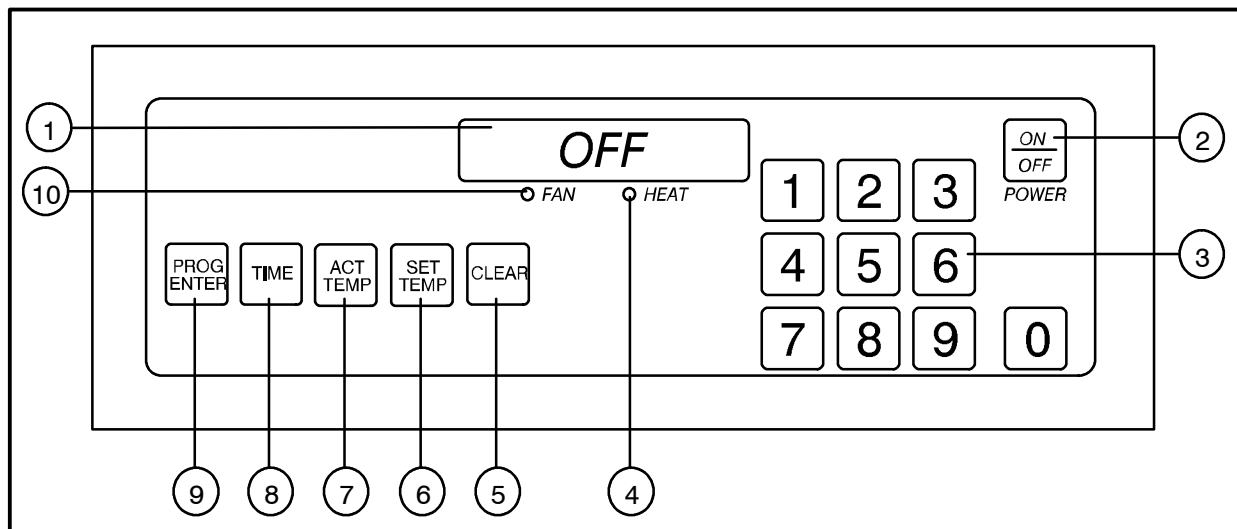 1
OFF
ON
OFF
POWER
2
10
FAN
HEAT
1 2 3
4 5 6
3
7 8 9 0
PROG
ENTER
TIME
ACT
TEMP
SET
TEMP
CLEAR
9 8 7 6 5 4